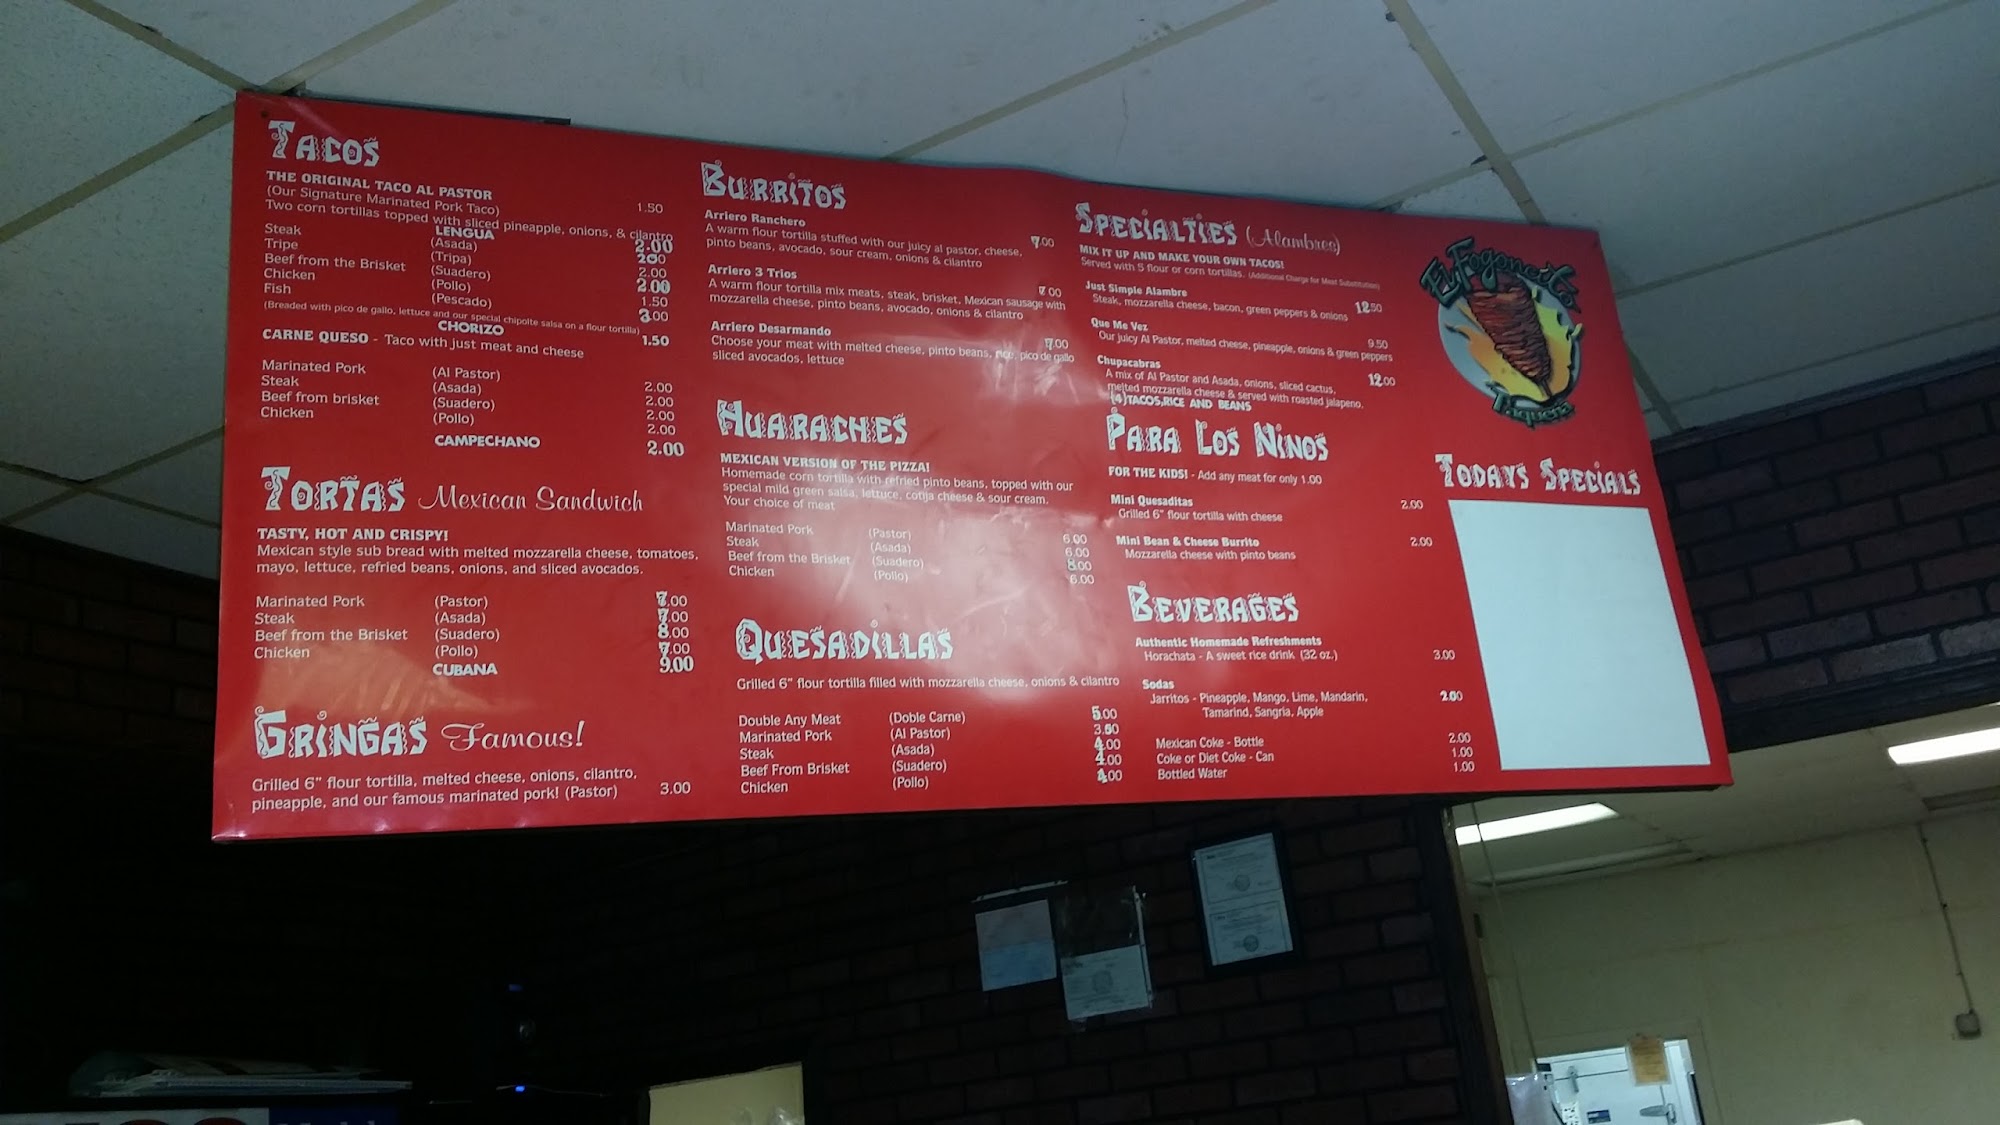 TACOS
THE ORIGINAL TACO AL PASTOR
(Our Signature Marinated Pork Taco) 1.50
Two corn tortillas topped with sliced pineapple, onions, & cilantro
LENGUA 2.00
Steak (Asada) 2.00
Tripe (Tripa) 2.00
Beef from the Brisket (Suadero) 2.00
Chicken (Pollo) 1.50
Fish (Pescado) 3.00
(Breaded with pico de gallo, lettuce and our special chipolte salsa on a flour tortilla)
CHORIZO 1.50
CARNE QUESO - Taco with just meat and cheese
Marinated Pork (Al Pastor) 2.00
Steak (Asada) 2.00
Beef from brisket (Suadero) 2.00
Chicken (Pollo) 2.00
CAMPECHANO 2.00
TORTAS Mexican Sandwich
TASTY, HOT AND CRISPY!
Mexican style sub bread with melted mozzarella cheese, tomatoes,
mayo, lettuce, refried beans, onions, and sliced avocados.
Marinated Pork (Pastor) 7.00
Steak (Asada) 7.00
Beef from the Brisket (Suadero) 8.00
Chicken (Pollo) 7.00
CUBANA 9.00
GRINGAS Famous!
Grilled 6" flour tortilla, melted cheese, onions, cilantro,
pineapple, and our famous marinated pork! (Pastor) 3.00
BURRITOS
Arriero Ranchero 7.00
A warm flour tortilla stuffed with our juicy al pastor, cheese,
pinto beans, avocado, sour cream, onions & cilantro
Arriero 3 Trios 7.00
A warm flour tortilla mix meats, steak, brisket, Mexican sausage with
mozzarella cheese, pinto beans, avocado, onions & cilantro
Arriero Desarmando 7.00
Choose your meat with melted cheese, pinto beans, rice, pico de gallo
sliced avocados, lettuce
HUARACHES
MEXICAN VERSION OF THE PIZZA!
Homemade corn tortilla with refried pinto beans, topped with our
special mild green salsa, lettuce, cotija cheese & sour cream.
Your choice of meat
Marinated Pork (Pastor) 6.00
Steak (Asada) 6.00
Beef from the Brisket (Suadero) 8.00
Chicken (Pollo) 6.00
QUESADILLAS
Grilled 6" flour tortilla filled with mozzarella cheese, onions & cilantro
Double Any Meat (Doble Carne) 5.00
Marinated Pork (Al Pastor) 3.50
Steak (Asada) 4.00
Beef From Brisket (Suadero) 4.00
Chicken (Pollo) 4.00
SPECIALTIES (Alambres)
MIX IT UP AND MAKE YOUR OWN TACOS!
Served with 5 flour or corn tortillas. (Additional Charge for Meat Substitution)
Just Simple Alambre
Steak, mozzarella cheese, bacon, green peppers & onions 12.50
Que Me Vez 9.50
Our juicy Al Pastor, melted cheese, pineapple, onions & green peppers
Chupacabras 12.00
A mix of Al Pastor and Asada, onions, sliced cactus,
melted mozzarella cheese & served with roasted jalapeno.
(4)TACOS,RICE AND BEANS
PARA LOS NINOS
FOR THE KIDS! - Add any meat for only 1.00
Mini Quesaditas 2.00
Grilled 6" flour tortilla with cheese
Mini Bean & Cheese Burrito 2.00
Mozzarella cheese with pinto beans
BEVERAGES
Authentic Homemade Refreshments
Horachata - A sweet rice drink (32 oz.) 3.00
Sodas
Jarritos - Pineapple, Mango, Lime, Mandarin, 2.00
Tamarind, Sangria, Apple
Mexican Coke - Bottle 2.00
Coke or Diet Coke - Can 1.00
Bottled Water 1.00
El Fogoncito
Taqueria
TODAYS SPECIALS